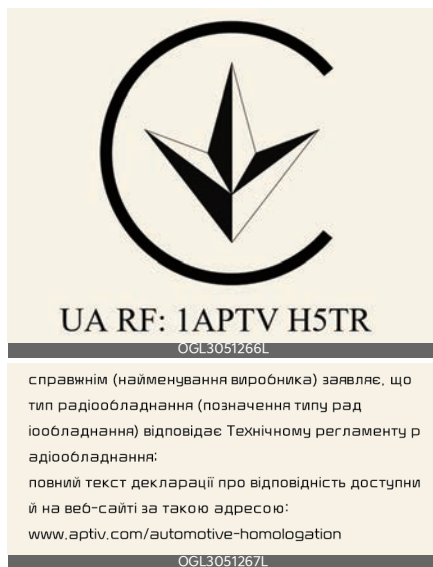 UA RF: 1APTV H5TR
OGL3051266L
справжнім (найменування виробника) заявляє, що
тип радіообладнання (позначення типу рад
іообладнання) відповідає Технічному регламенту р
адіообладнання;
повний текст декларації про відповідність доступни
й на веб-сайті за такою адресою:
www.aptiv.com/automotive-homologation
OGL3051267L